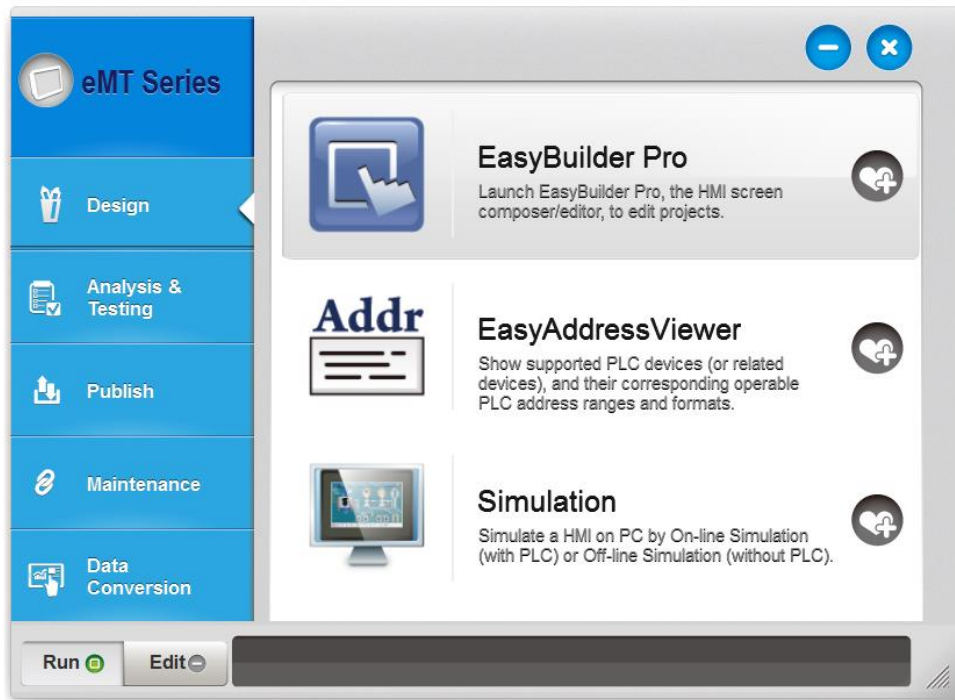 eMT Series
Design
Analysis &
Testing
Publish
Maintenance
Data
Conversion
EasyBuilder Pro
Launch EasyBuilder Pro, the HMI screen
composer/editor, to edit projects.
Addr
EasyAddressViewer
Show supported PLC devices (or related
devices), and their corresponding operable
PLC address ranges and formats.
Simulation
Simulate a HMI on PC by On-line Simulation
(with PLC) or Off-line Simulation (without PLC).
Run
Edit